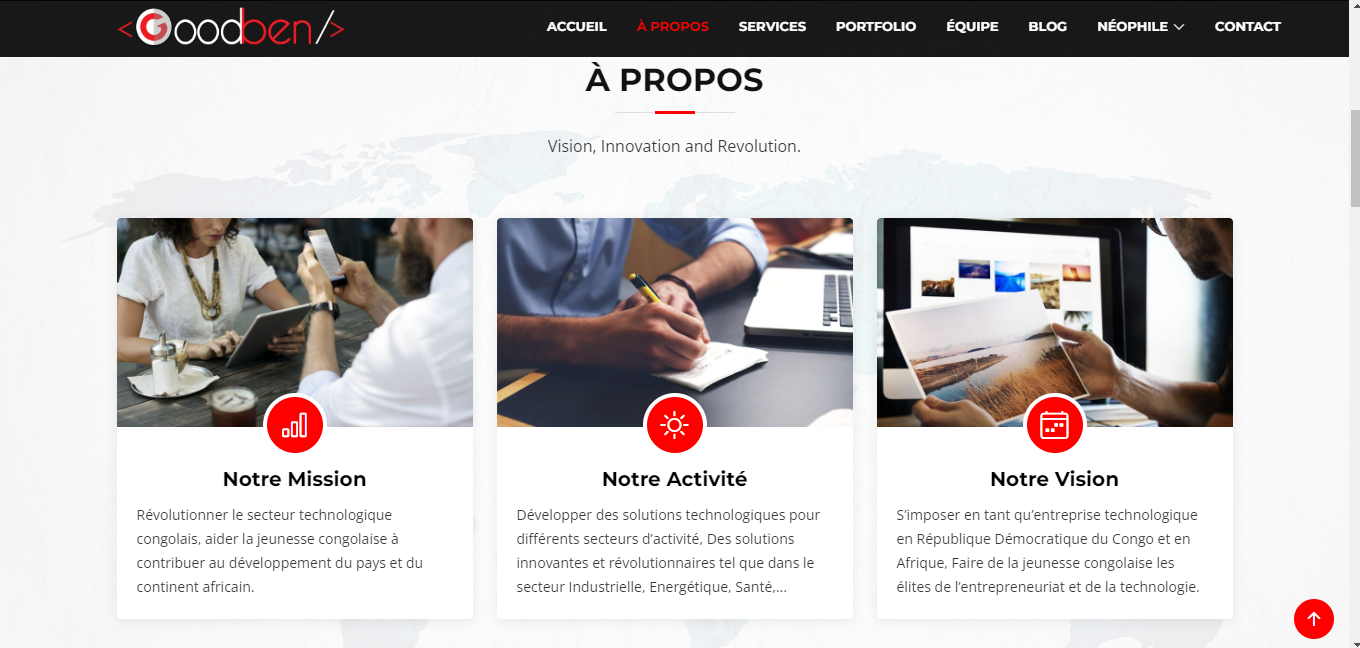 <Goodben/>
ACCUEIL À PROPOS SERVICES PORTFOLIO ÉQUIPE BLOG NÉOPHILE CONTACT
À PROPOS
Vision, Innovation and Revolution.
Notre Mission
Révolutionner le secteur technologique
congolais, aider la jeunesse congolaise à
contribuer au développement du pays et du
continent africain.
Notre Activité
Développer des solutions technologiques pour
différents secteurs d’activité, Des solutions
innovantes et révolutionnaires tel que dans le
secteur Industrielle, Energétique, Santé,...
Notre Vision
S’imposer en tant qu’entreprise technologique
en République Démocratique du Congo et en
Afrique, Faire de la jeunesse congolaise les
élites de l’entrepreneuriat et de la technologie.